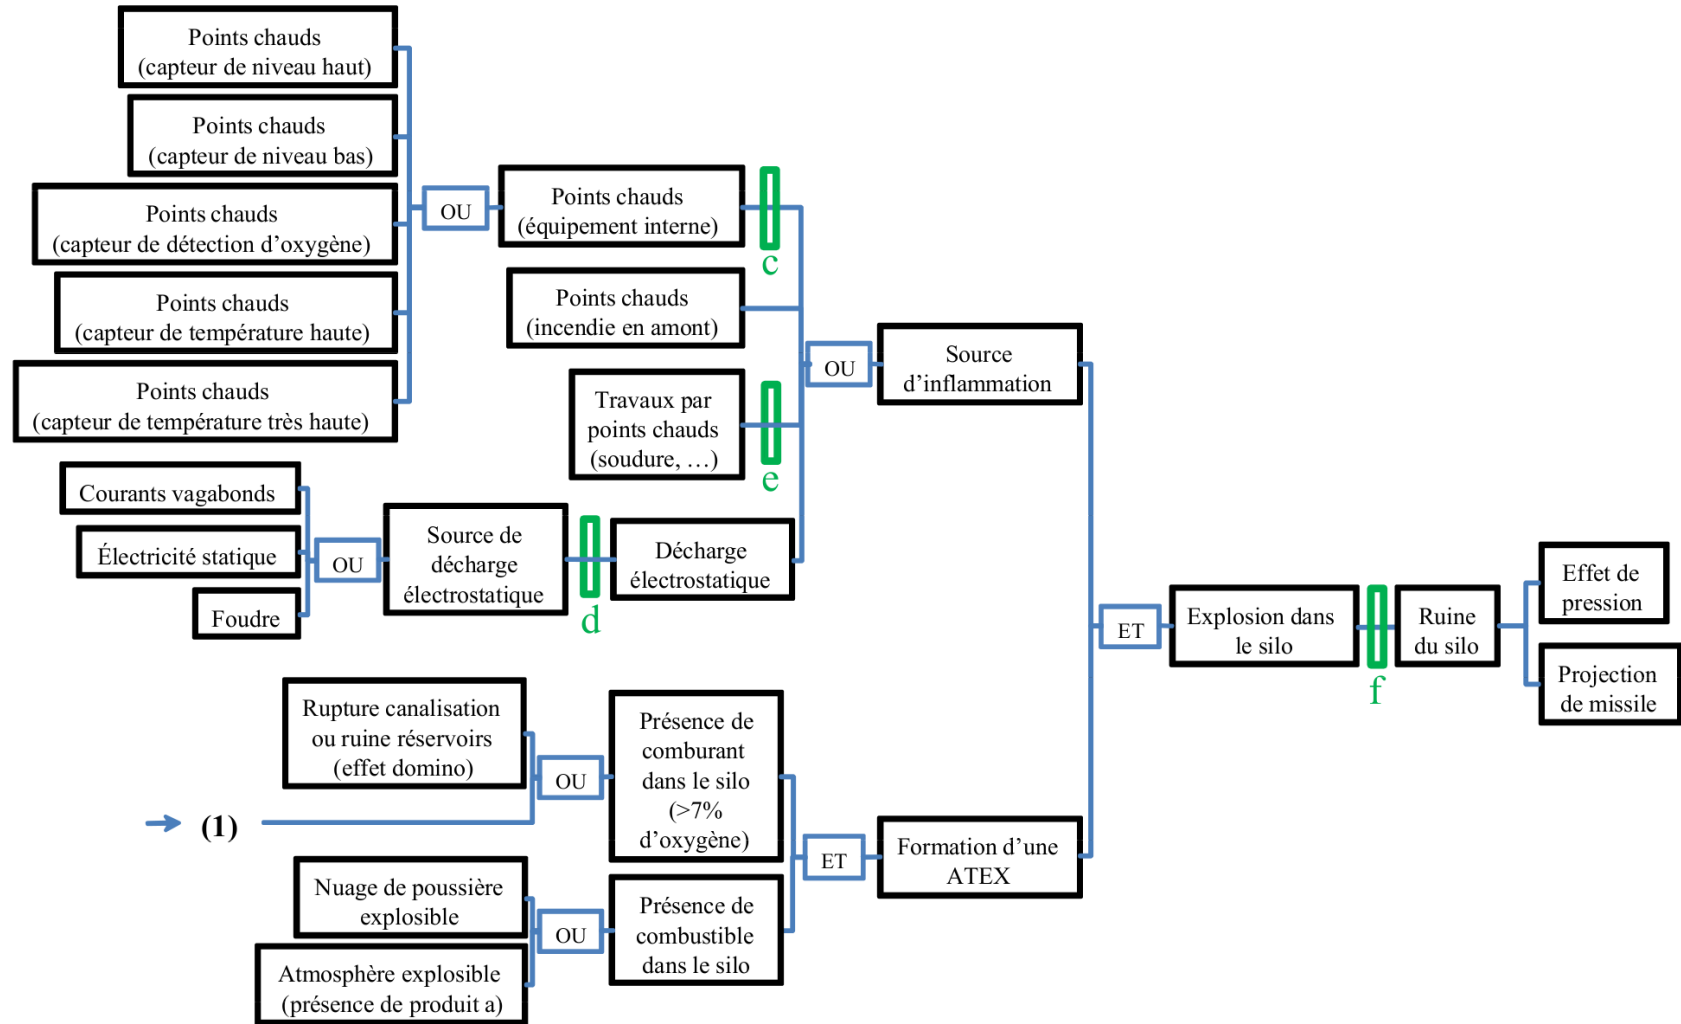 Points chauds
(capteur de niveau haut)
Points chauds
(capteur de niveau bas)
Points chauds
(capteur de détection d’oxygène)
Points chauds
(capteur de température haute)
Points chauds
(capteur de température très haute)
OU
Points chauds
(équipement interne)
c
Points chauds
(incendie en amont)
Travaux par
points chauds
(soudure, …)
e
Courants vagabonds
Électricité statique
Foudre
OU
Source de
décharge
électrostatique
d
Décharge
électrostatique
OU
Source
d’inflammation
Rupture canalisation
ou ruine réservoirs
(effet domino)
(1)
OU
Présence de
comburant
dans le silo
(>7%
d’oxygène)
Nuage de poussière
explosible
Atmosphère explosible
(présence de produit a)
OU
Présence de
combustible
dans le silo
ET
Formation d’une
ATEX
ET
Explosion dans
le silo
f
Ruine
du silo
Effet de
pression
Projection
de missile